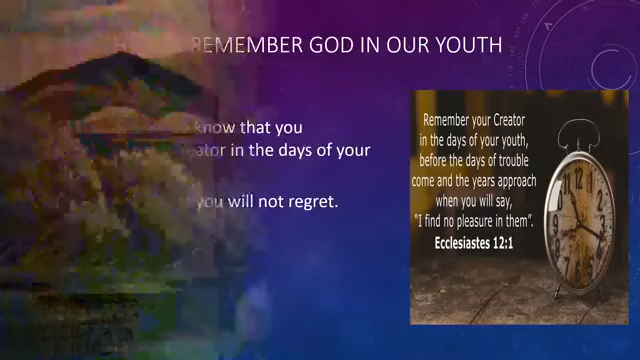 REMEMBER GOD IN OUR YOUTH
know that you
in the days of your
you will not regret.
Remember your Creator
in the days of your youth,
before the days of trouble
come and the years approach
when you will say,
"I find no pleasure in them".
Ecclesiastes 12:1